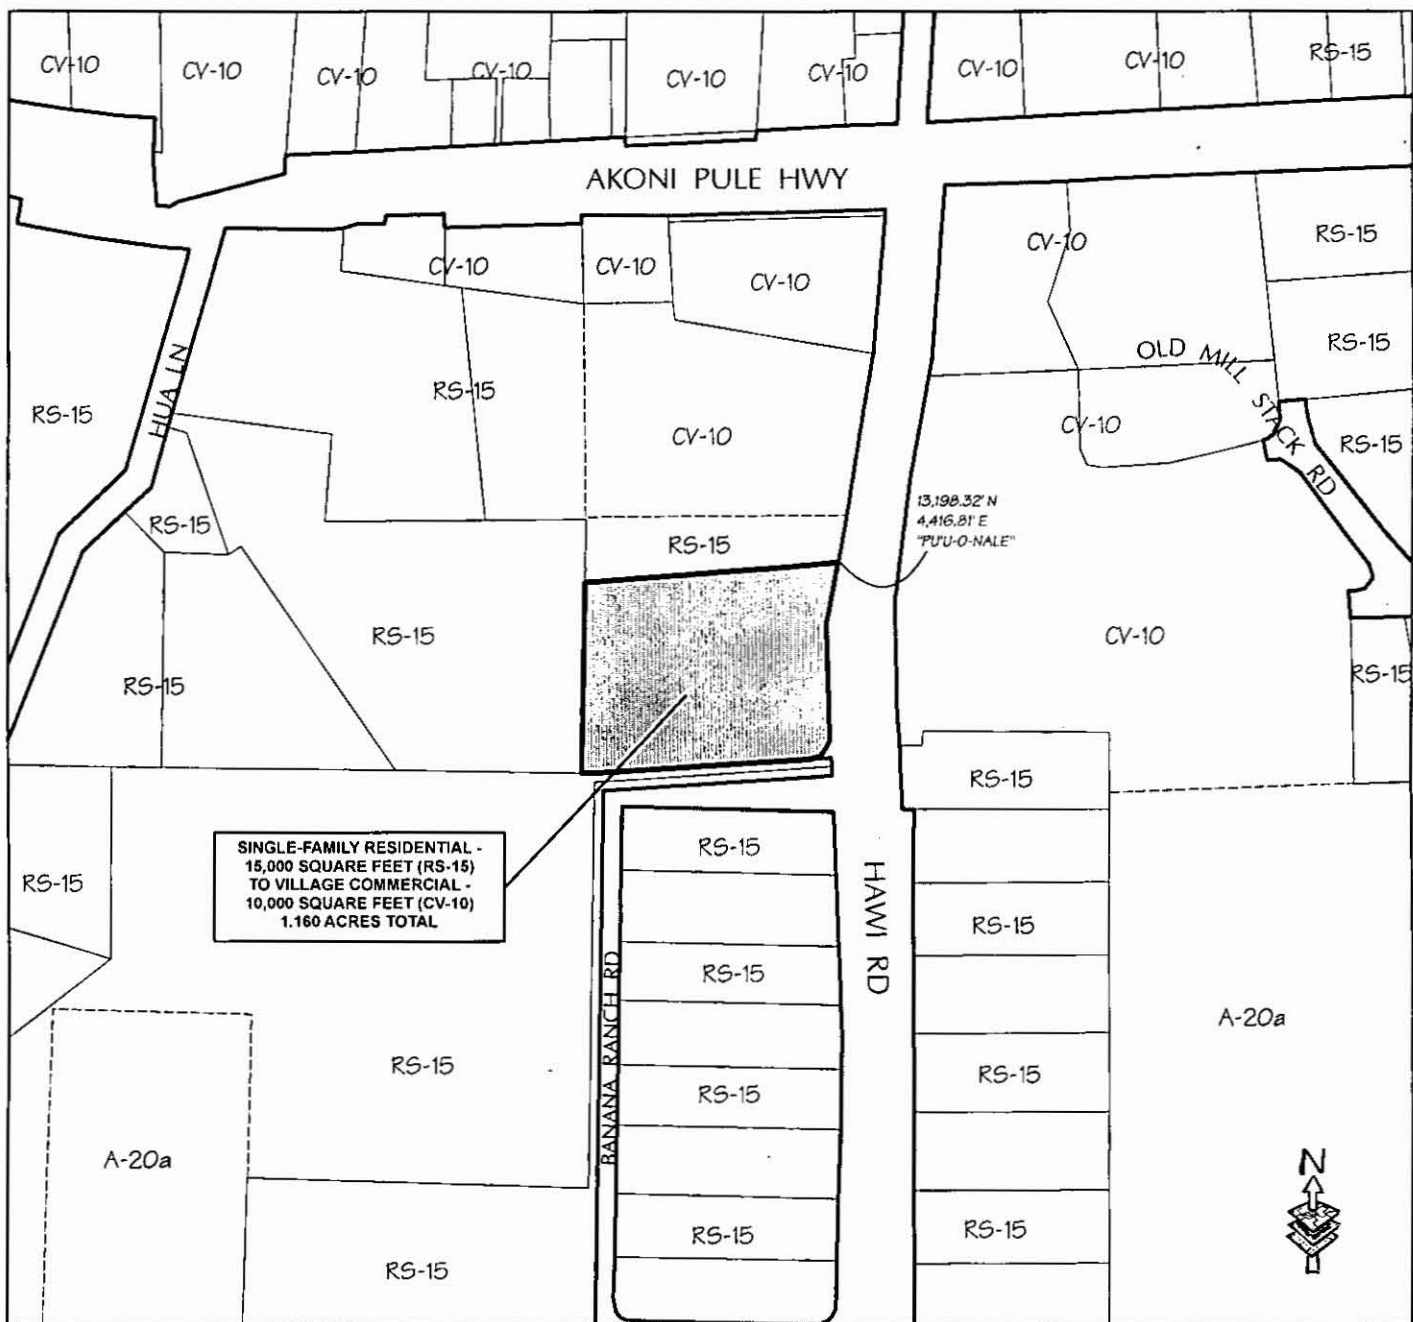 CV-10 CV-10 CV-10 CV-10 CV-10 CV-10 CV-10 CV-10 RS-15
AKONI PULE HWY
CV-10 CV-10 CV-10 CV-10 RS-15
HUA LN
RS-15 RS-15 CV-10 OLD MILL STACK RD RS-15
CV-10 RS-15
13,198.32' N
4,416.81' E
"PU'U-O-NALE"
RS-15 RS-15
RS-15 CV-10
RS-15 RS-15
SINGLE-FAMILY RESIDENTIAL -
15,000 SQUARE FEET (RS-15)
TO VILLAGE COMMERCIAL -
10,000 SQUARE FEET (CV-10)
1.160 ACRES TOTAL
RS-15
RS-15 RS-15
HAWI RD
RS-15
BANANA RANCH RD
RS-15
A-20a
RS-15 RS-15 RS-15
A-20a
N
RS-15 RS-15
RS-15